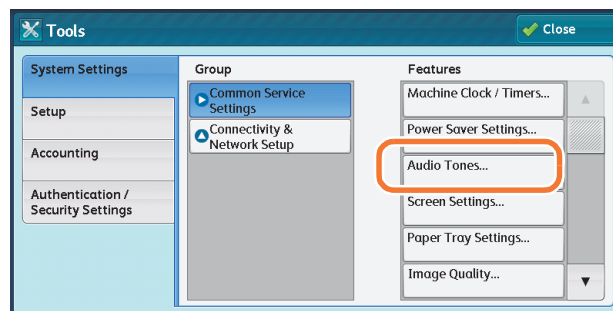 Tools
Close
System Settings
Setup
Accounting
Authentication /
Security Settings
Group
Common Service
Settings
Connectivity &
Network Setup
Features
Machine Clock / Timers...
Power Saver Settings...
Audio Tones...
Screen Settings...
Paper Tray Settings...
Image Quality...